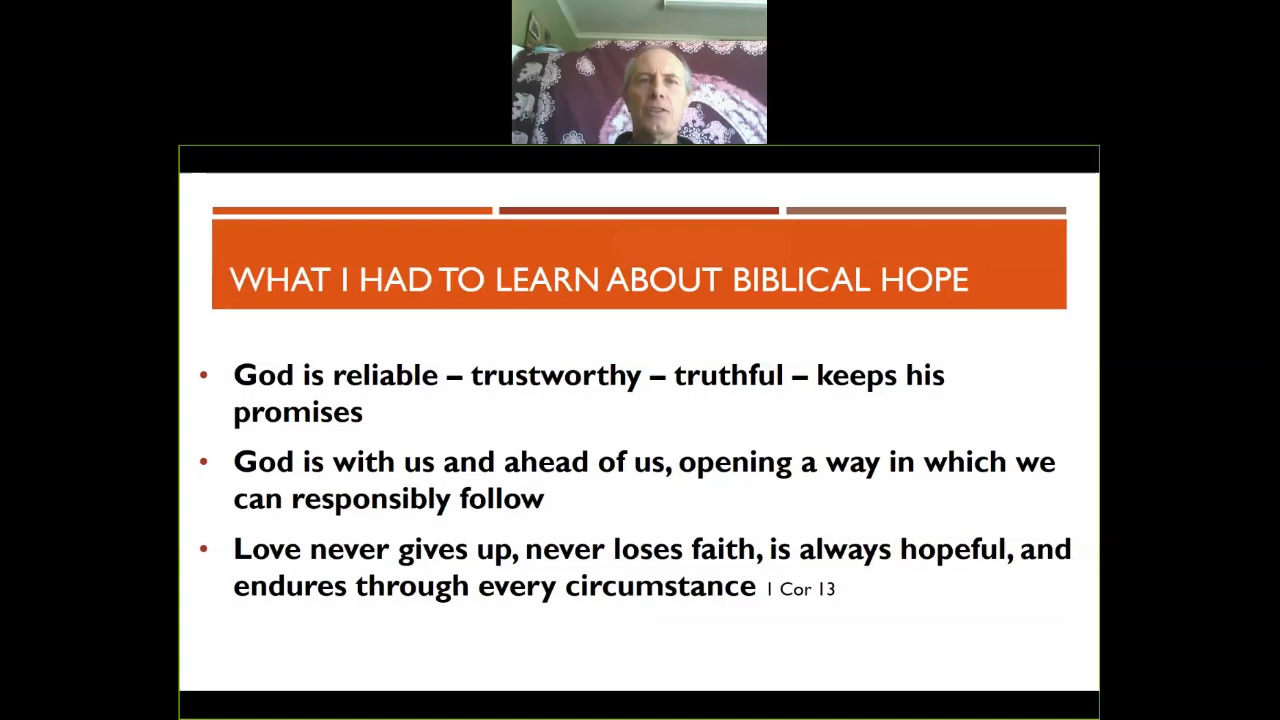 WHAT I HAD TO LEARN ABOUT BIBLICAL HOPE
• God is reliable – trustworthy – truthful – keeps his
promises
• God is with us and ahead of us, opening a way in which we
can responsibly follow
• Love never gives up, never loses faith, is always hopeful, and
endures through every circumstance 1 Cor 13